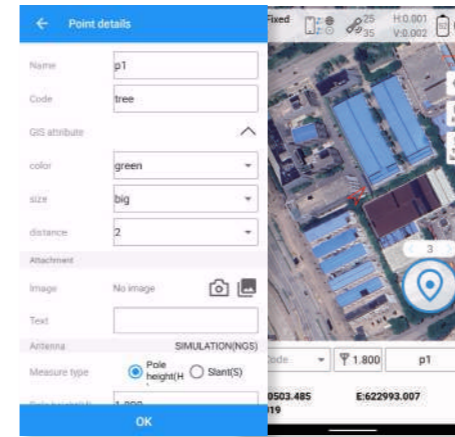 Point details
Name
p1
Code
tree
GIS attribute
color
green
size
big
distance
2
Attachment
Image
No image
Text
Antenna
SIMULATION(NGS)
Measure type
Pole
height(H
Slant(S)
OK
Fixed
25
35
H:0.001
V:0.002
3
1.800
p1
0503.485
E:622993.007